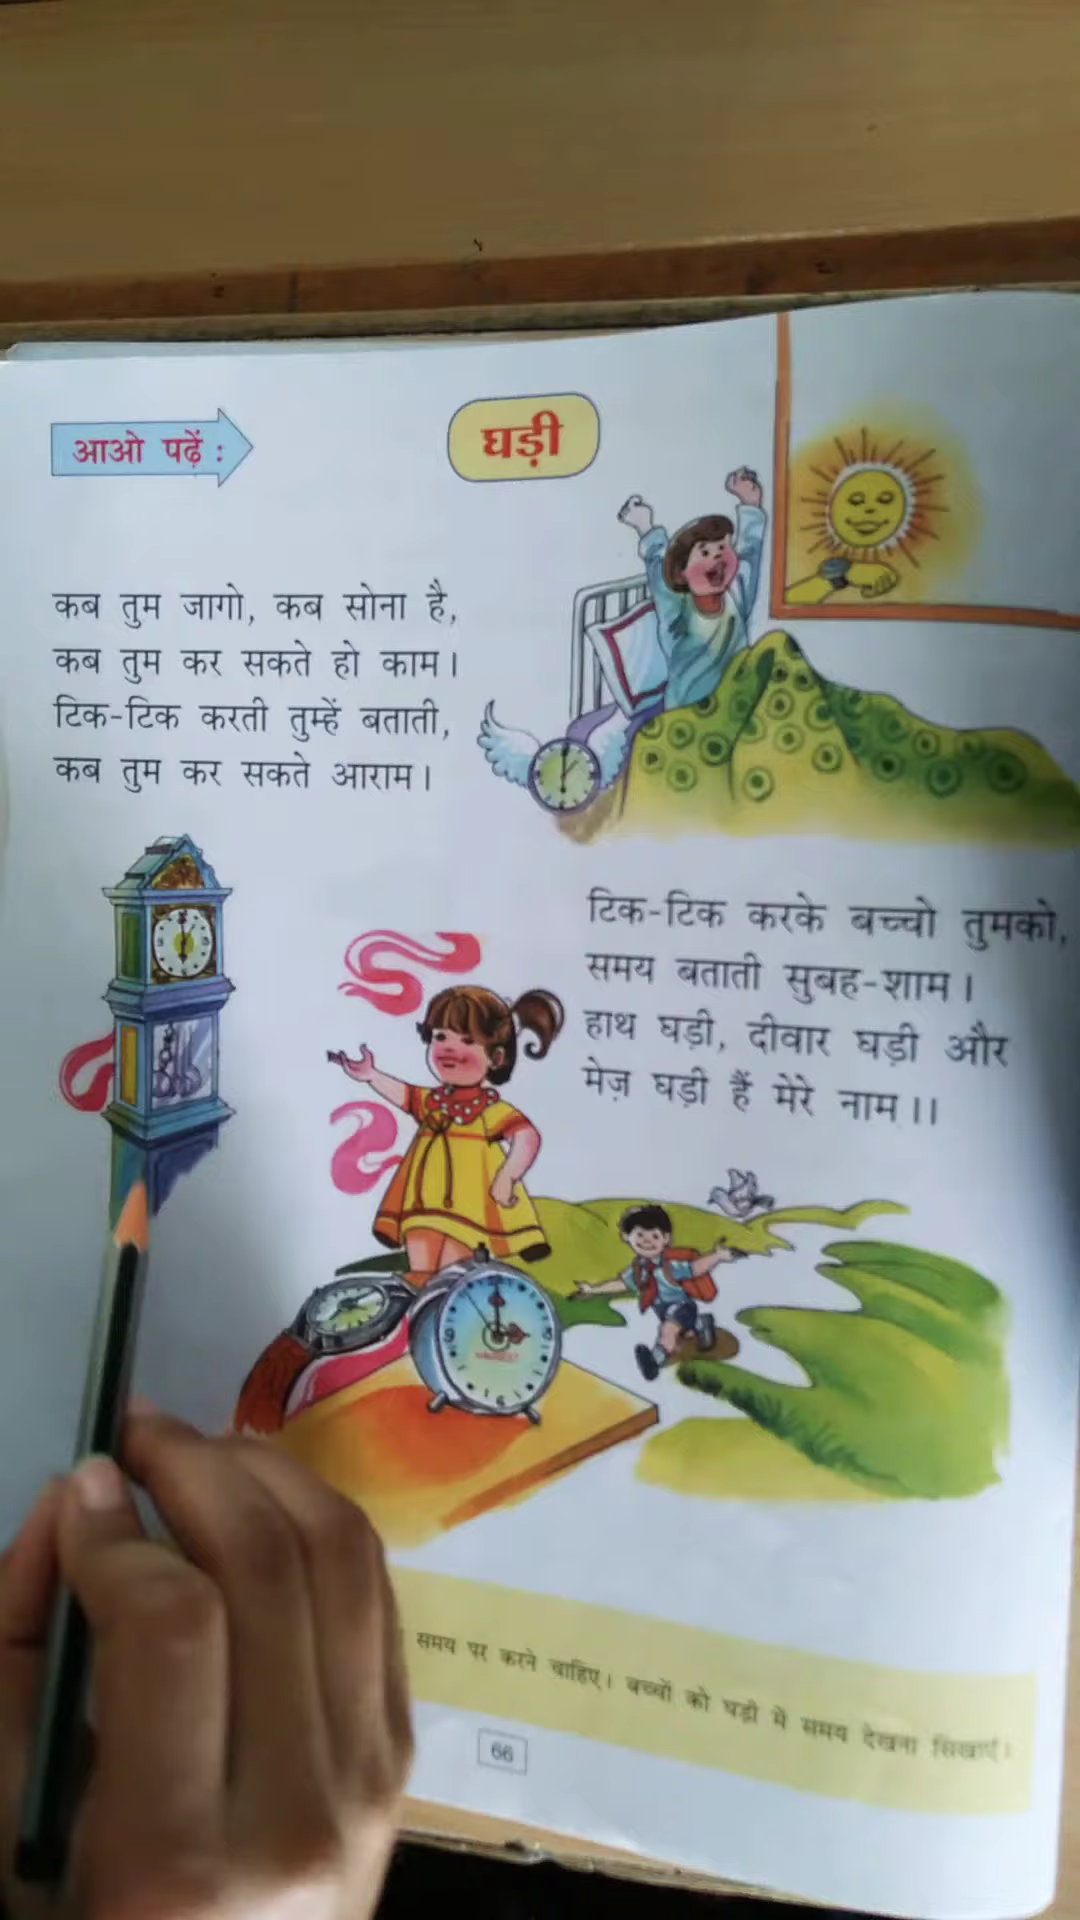 आओ पढ़ें :
घड़ी
कब तुम जागो, कब सोना है,
कब तुम कर सकते हो काम।
टिक-टिक करती तुम्हें बताती,
कब तुम कर सकते आराम।
टिक-टिक करके बच्चो तुमको,
समय बताती सुबह-शाम।
हाथ घड़ी, दीवार घड़ी और
मेज़ घड़ी हैं मेरे नाम।।
समय पर करने चाहिए। बच्चों को घड़ी में समय देखना सिखाएँ।
66